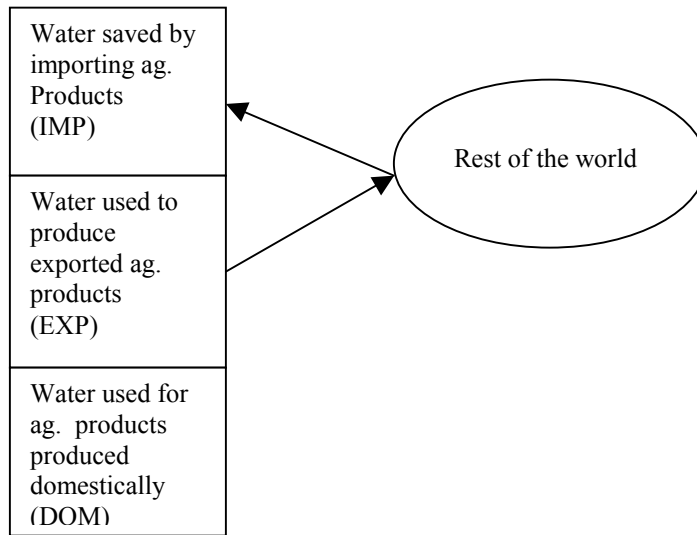 Water saved by
importing ag.
Products
(IMP)
Rest of the world
Water used to
produce
exported ag.
products
(EXP)
Water used for
ag. products
produced
domestically
(DOM)